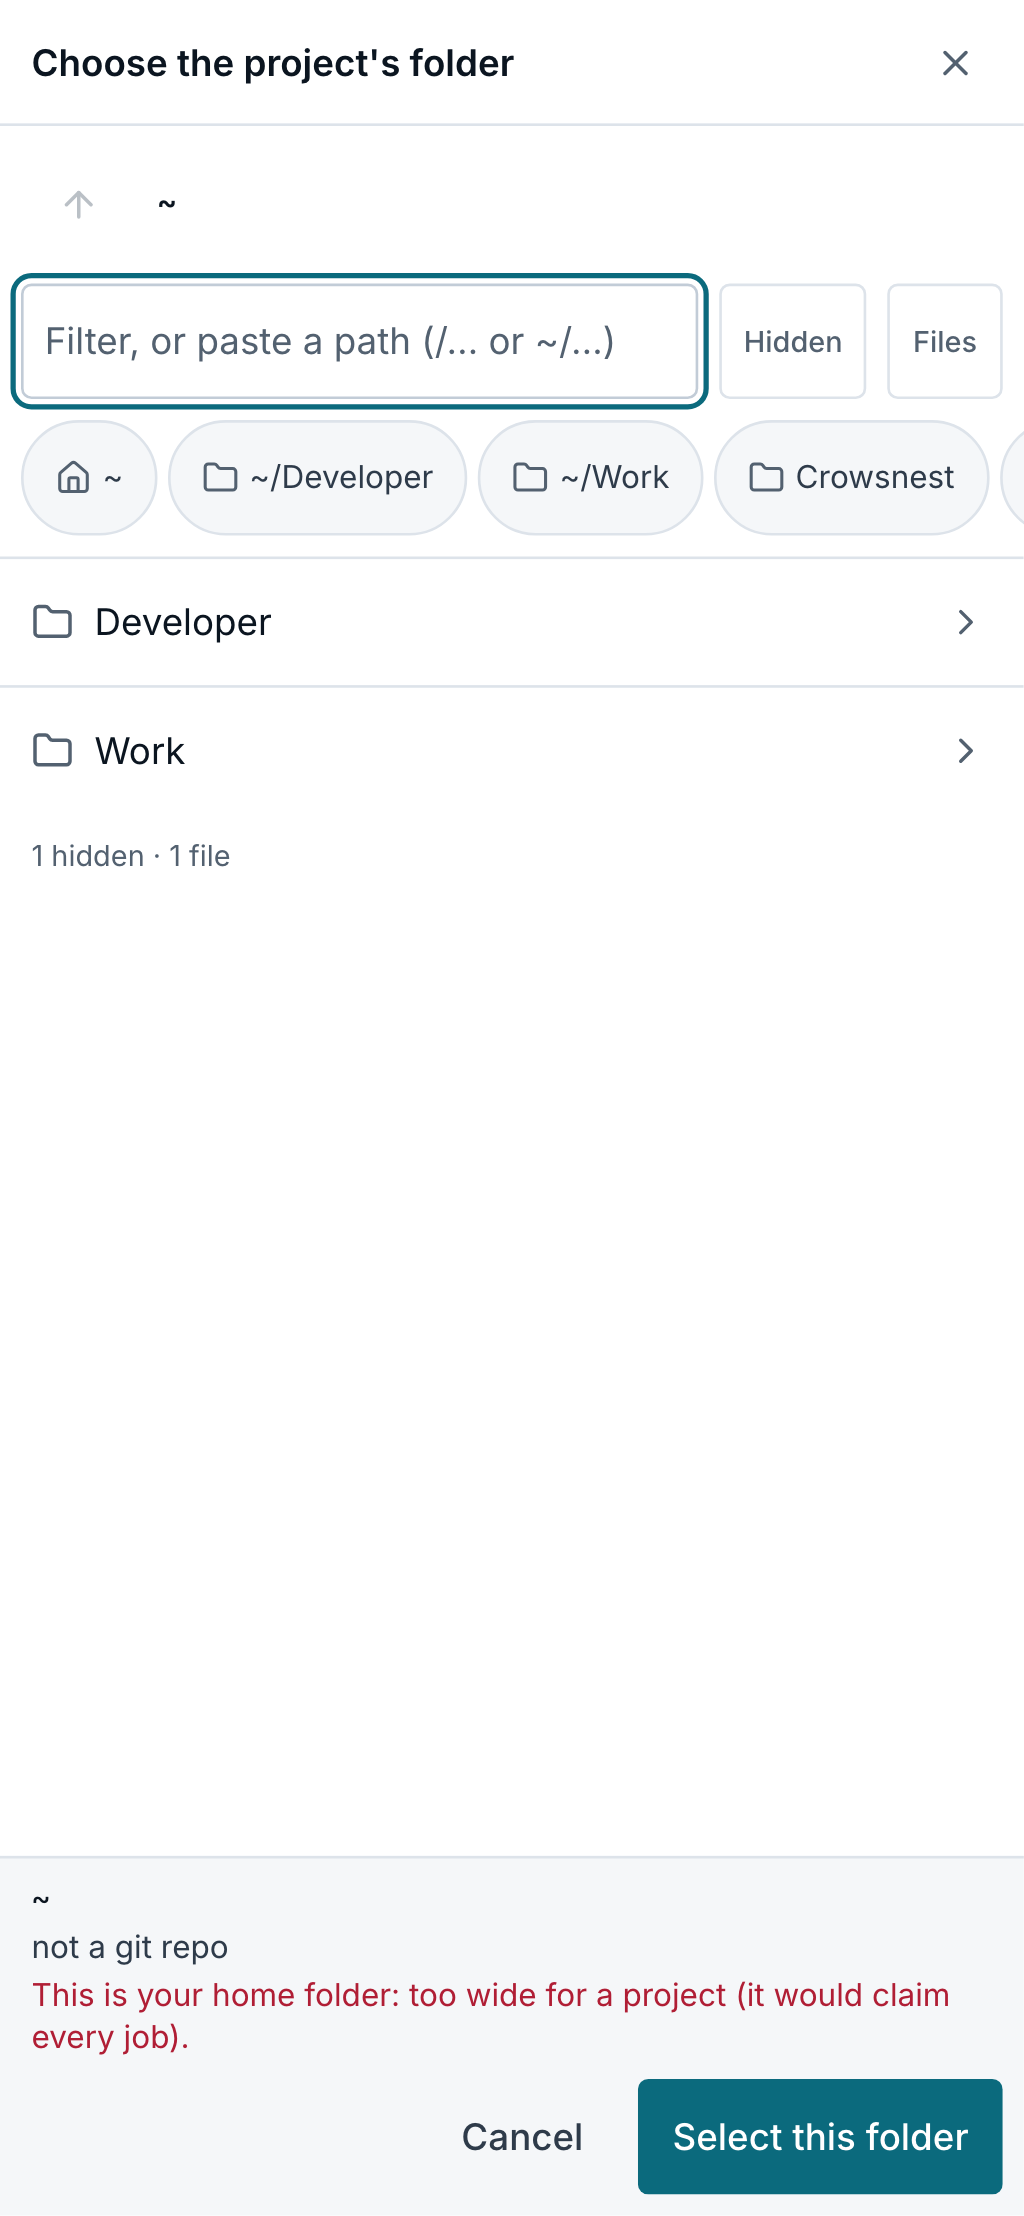 Choose the project's folder
~
Filter, or paste a path (/... or ~/...)
Hidden
Files
~
~/Developer
~/Work
Crowsnest
Developer
Work
1 hidden · 1 file
~
not a git repo
This is your home folder: too wide for a project (it would claim
every job).
Cancel
Select this folder